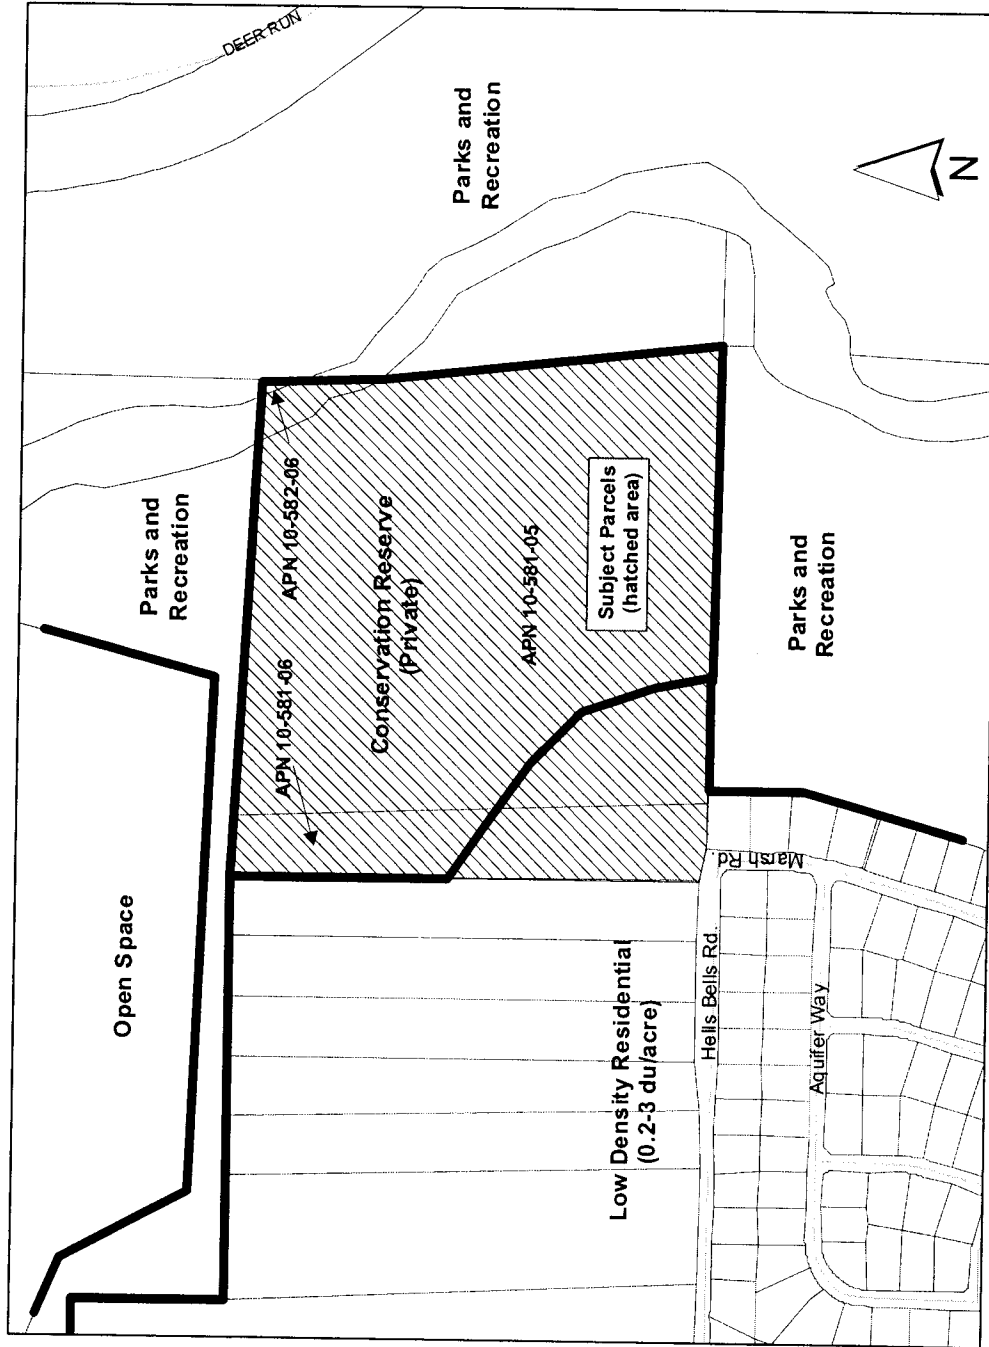 DEER RUN
Parks and
Recreation
N
Parks and
Recreation
APN 10-582-06
APN 10-581-06
Conservation Reserve
(Private)
APN 10-581-05
Subject Parcels
(hatched area)
Parks and
Recreation
Open Space
Low Density Residential
(0.2-3 du/acre)
Hells Bells Rd.
Marsh Rd.
Aquifer Way